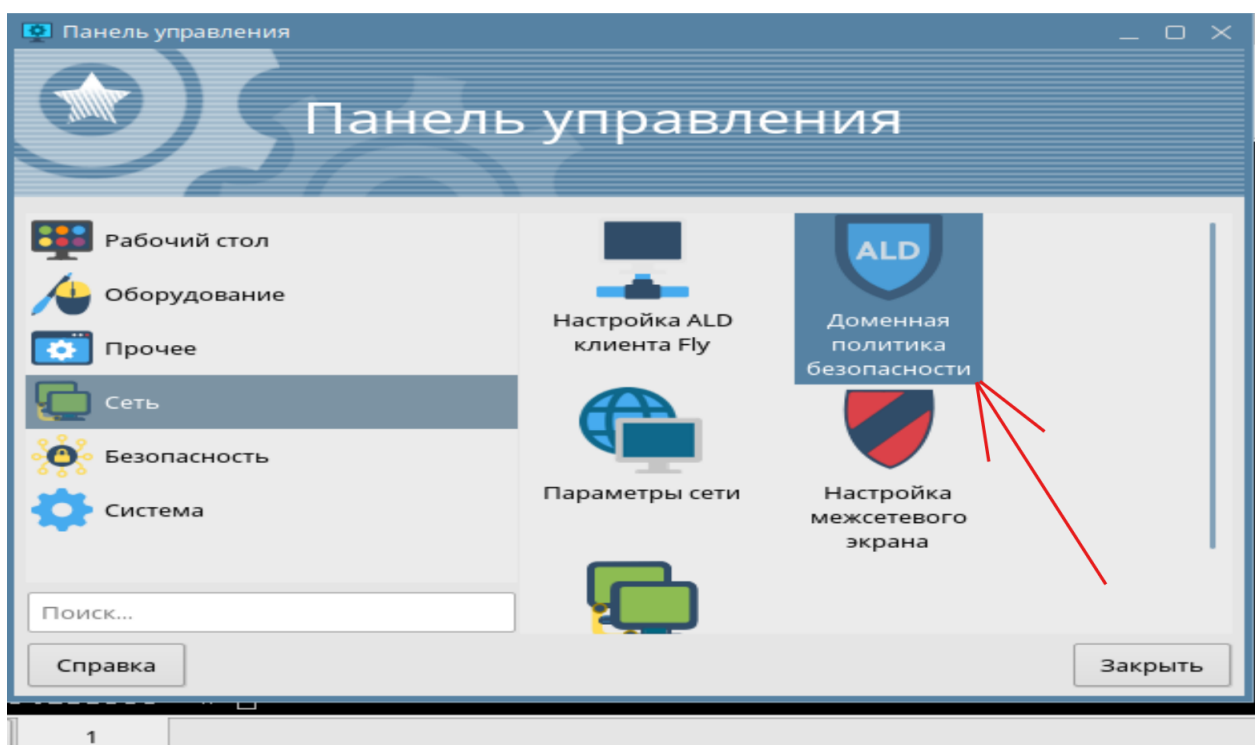 Панель управления
Панель управления
Рабочий стол
Оборудование
Прочее
Сеть
Безопасность
Система
Поиск...
Настройка ALD
клиента Fly
ALD
Доменная
политика
безопасности
Параметры сети
Настройка
межсетевого
экрана
Справка
Закрыть
1